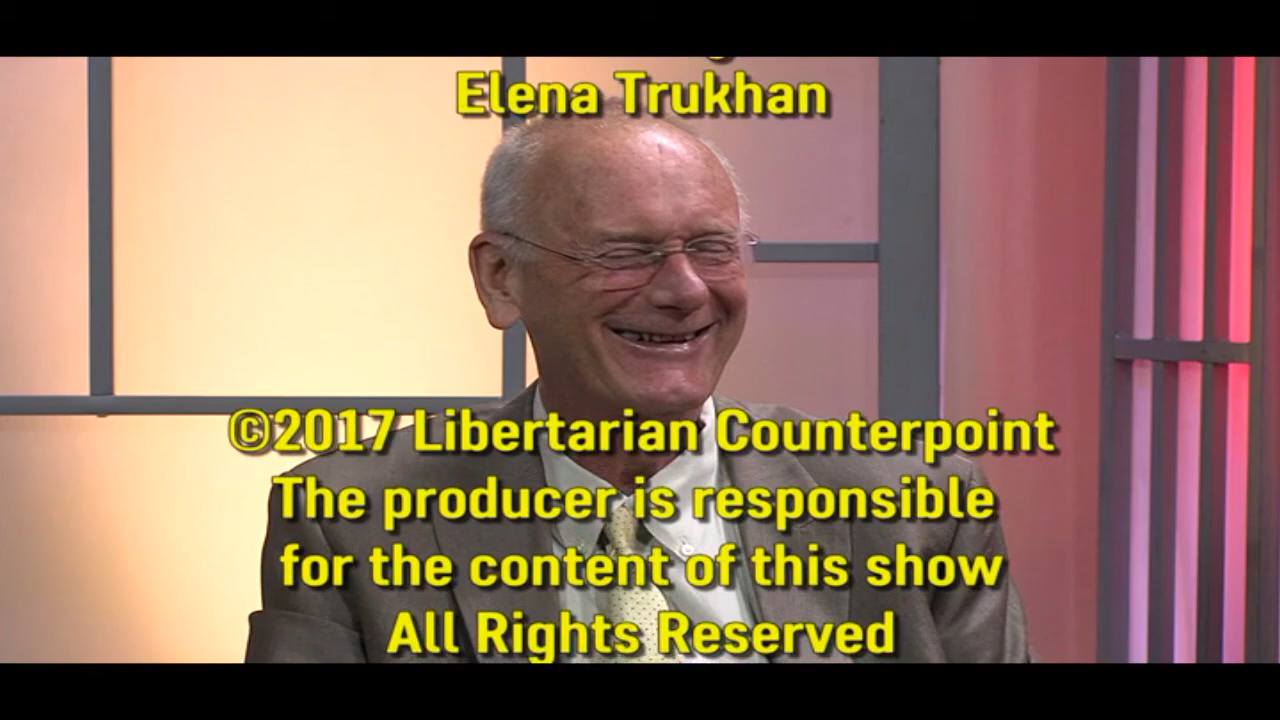 Elena Trukhan
©2017 Libertarian Counterpoint
The producer is responsible
for the content of this show
All Rights Reserved